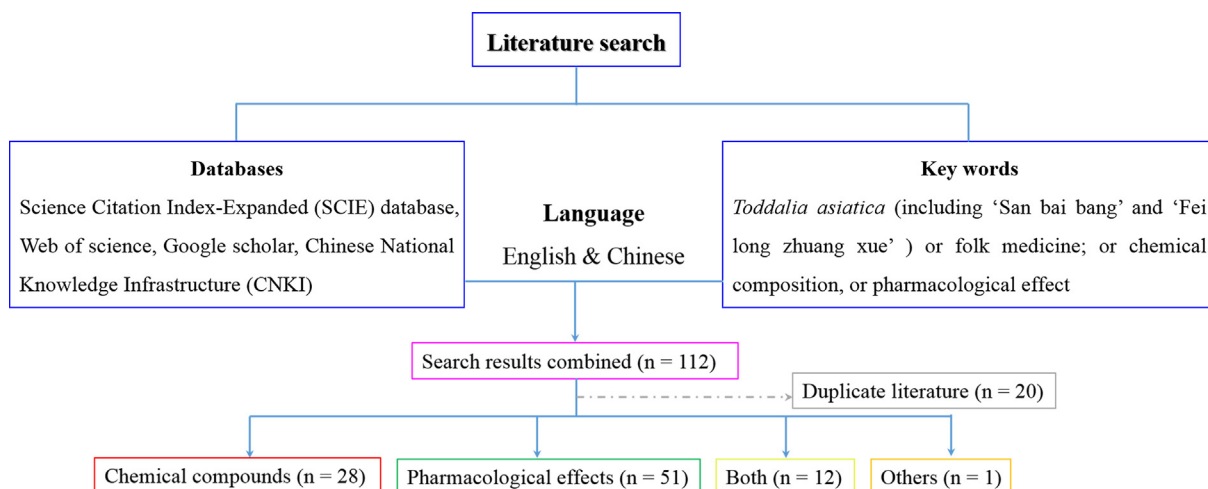 Literature search
Databases
Science Citation Index-Expanded (SCIE) database,
Web of science, Google scholar, Chinese National
Knowledge Infrastructure (CNKI)
Language
English & Chinese
Key words
Toddalia asiatica (including ‘San bai bang’ and ‘Fei
long zhuang xue’ ) or folk medicine; or chemical
composition, or pharmacological effect
Search results combined (n = 112)
Duplicate literature (n = 20)
Chemical compounds (n = 28)
Pharmacological effects (n = 51)
Both (n = 12)
Others (n = 1)